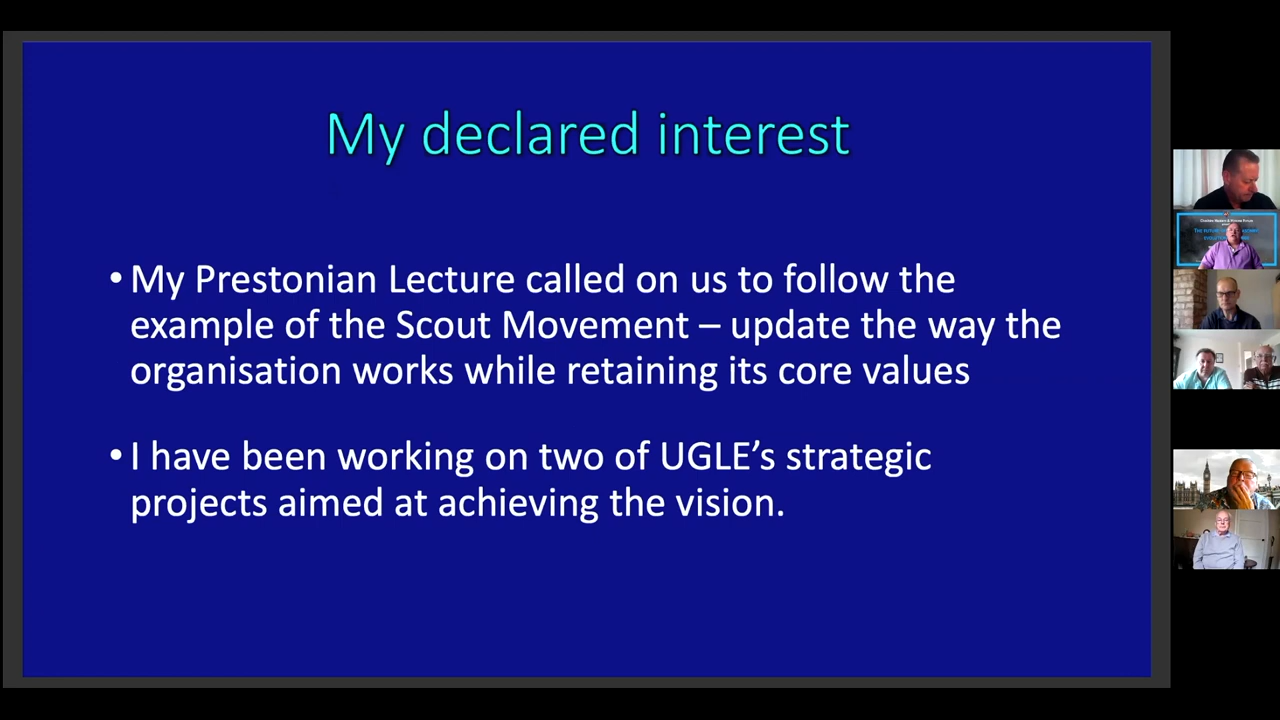 My declared interest
• My Prestonian Lecture called on us to follow the
example of the Scout Movement – update the way the
organisation works while retaining its core values
• I have been working on two of UGLE’s strategic
projects aimed at achieving the vision.